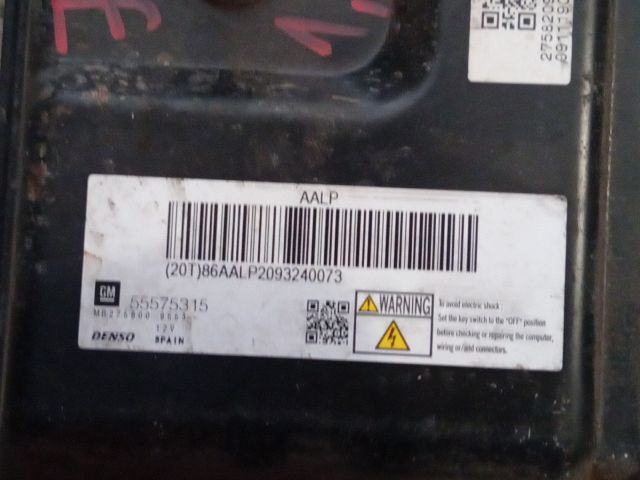 AALP
(20T)86AALP2093240073
GM
55575315
12V
DENSO
SPAIN
WARNING
To avoid electric shock
Set the key switch to the "OFF" position
before checking or repairing the computer,
wiring or/and connectors.